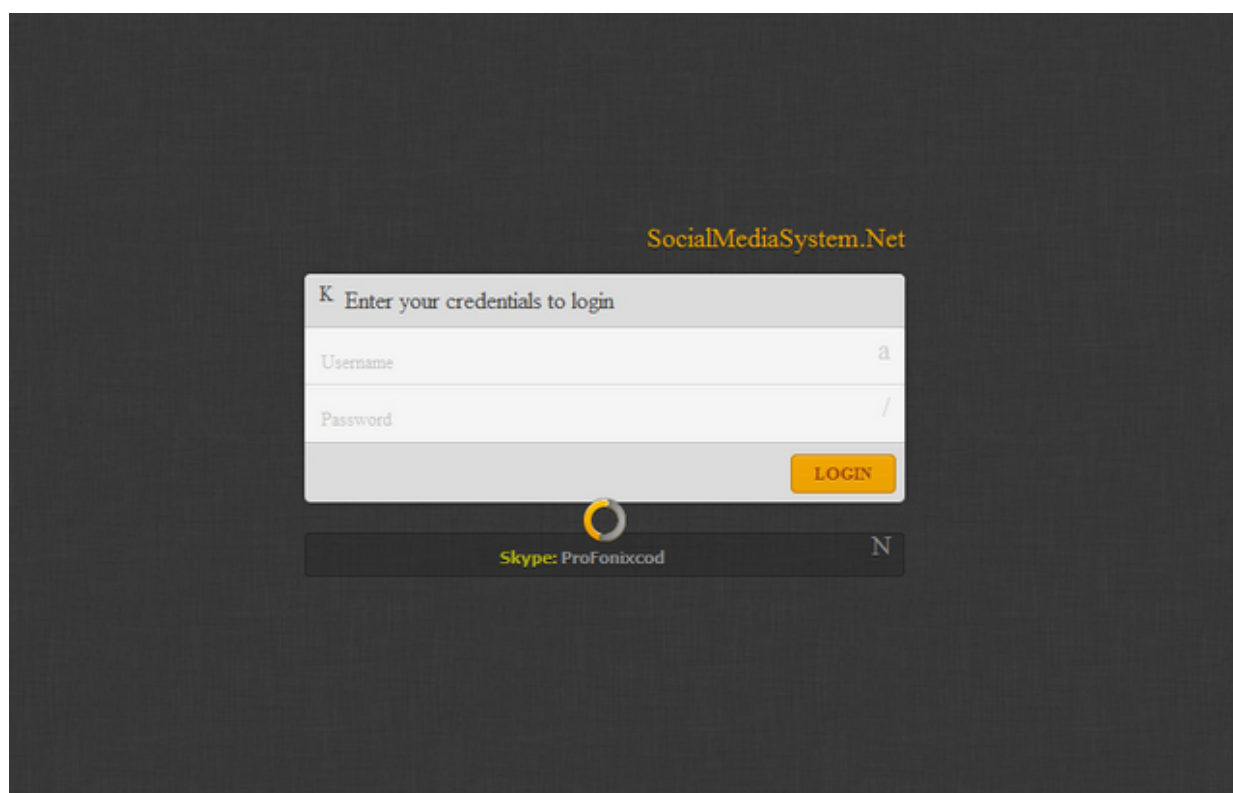 SocialMediaSystem.Net
K Enter your credentials to login
Username a
Password /
LOGIN
Skype: ProFonixcod N